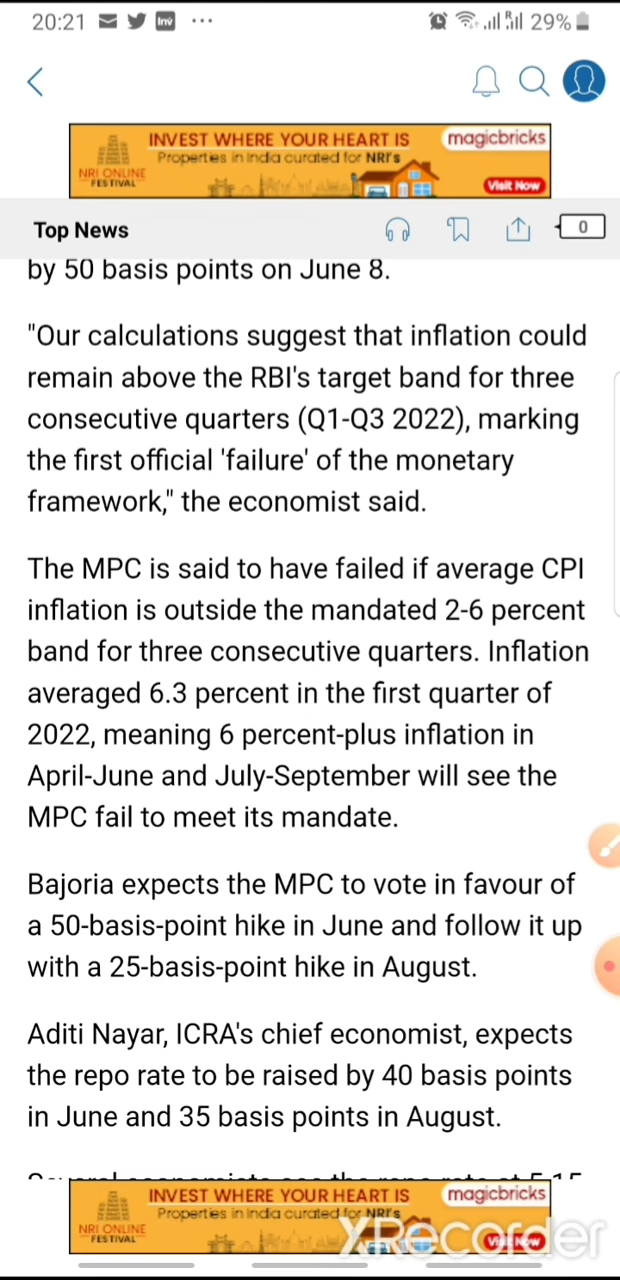 20:21 29%
INVEST WHERE YOUR HEART IS magicbricks
Properties in India curated for NRI's
NRI ONLINE
FESTIVAL Visit Now
Top News 0
by 50 basis points on June 8.
"Our calculations suggest that inflation could
remain above the RBI's target band for three
consecutive quarters (Q1-Q3 2022), marking
the first official 'failure' of the monetary
framework," the economist said.
The MPC is said to have failed if average CPI
inflation is outside the mandated 2-6 percent
band for three consecutive quarters. Inflation
averaged 6.3 percent in the first quarter of
2022, meaning 6 percent-plus inflation in
April-June and July-September will see the
MPC fail to meet its mandate.
Bajoria expects the MPC to vote in favour of
a 50-basis-point hike in June and follow it up
with a 25-basis-point hike in August.
Aditi Nayar, ICRA's chief economist, expects
the repo rate to be raised by 40 basis points
in June and 35 basis points in August.
INVEST WHERE YOUR HEART IS magicbricks
Properties in India curated for NRI's
NRI ONLINE
FESTIVAL Visit Now
XRecorder